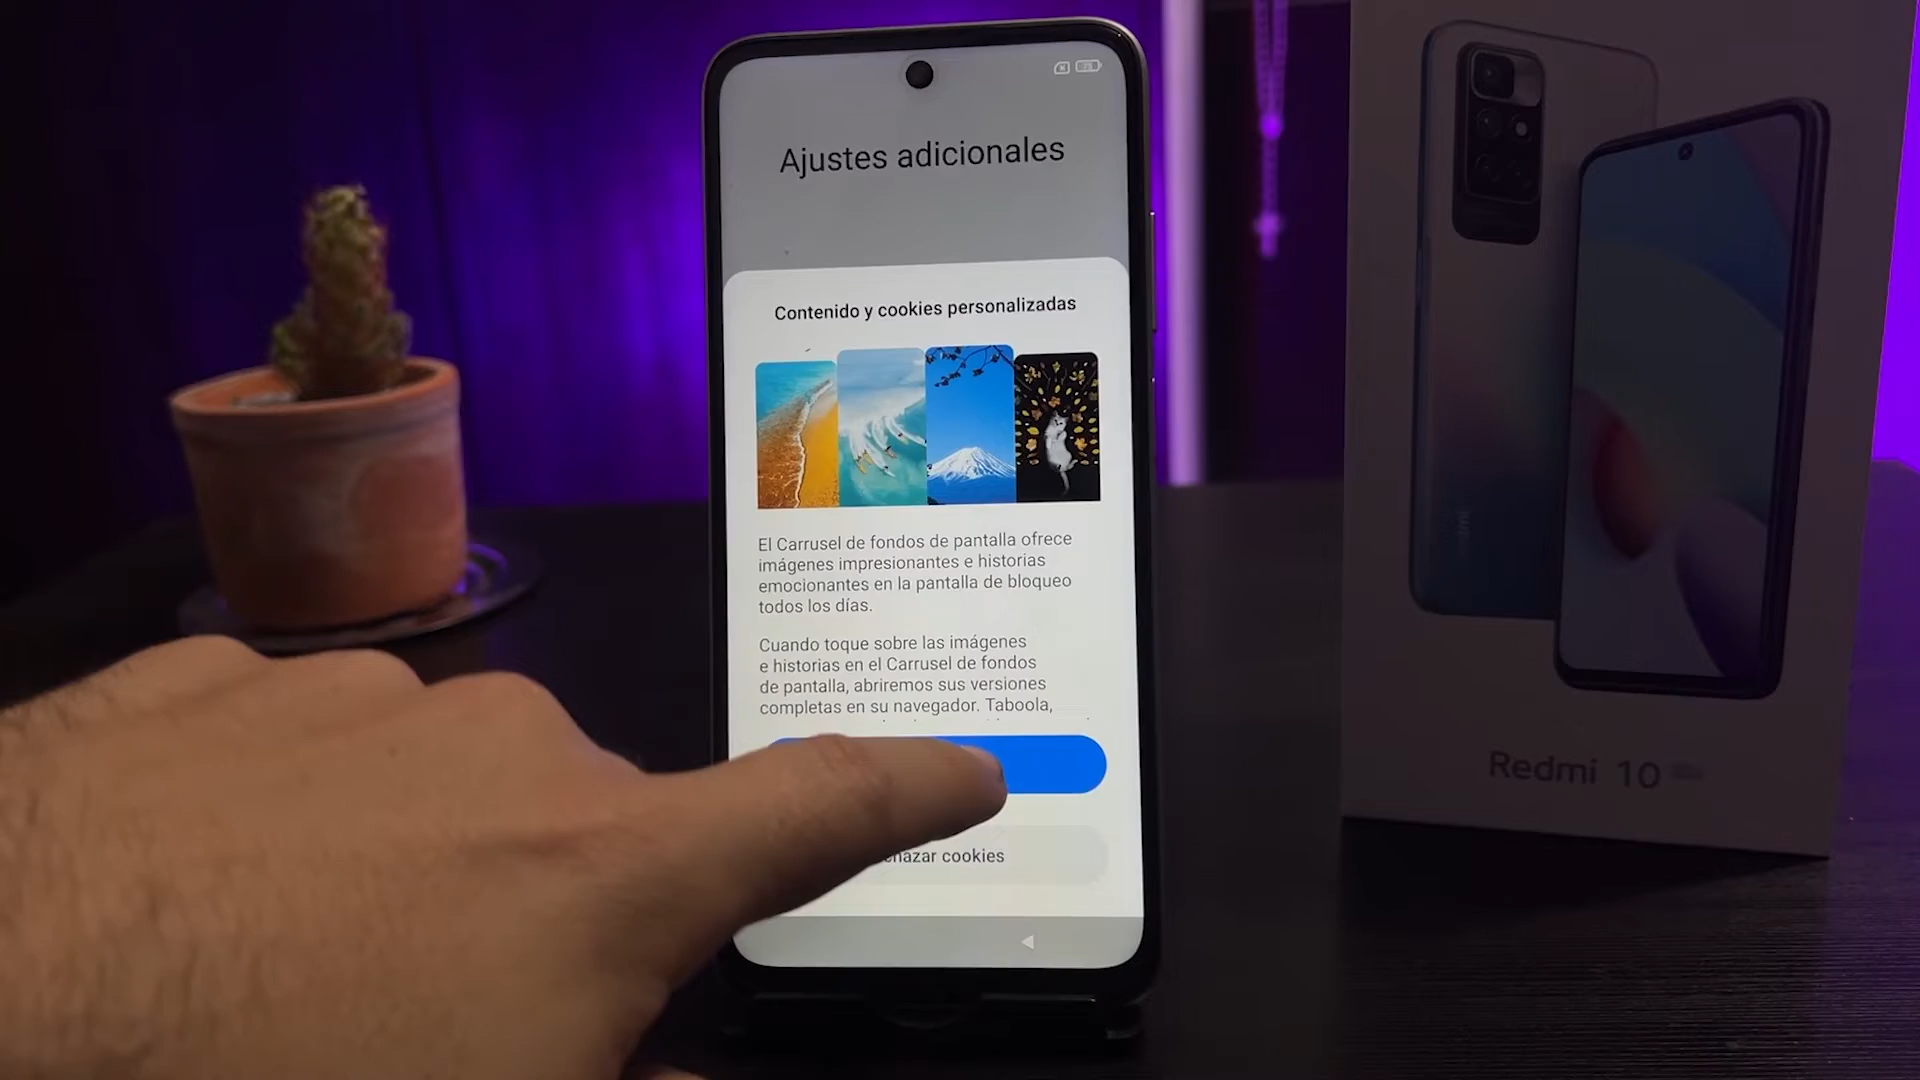 Ajustes adicionales
Contenido y cookies personalizadas
El Carrusel de fondos de pantalla ofrece
imágenes impresionantes e historias
emocionantes en la pantalla de bloqueo
todos los días.
Cuando toque sobre las imágenes
e historias en el Carrusel de fondos
de pantalla, abriremos sus versiones
completas en su navegador. Taboola,
cookies
Redmi 10